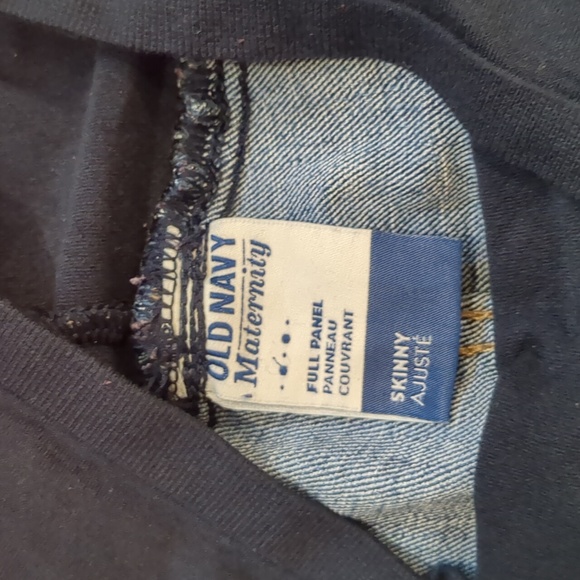 OLD NAVY
Maternity
FULL PANEL
PANNEAU
COUVRANT
SKINNY
AJUSTÉ